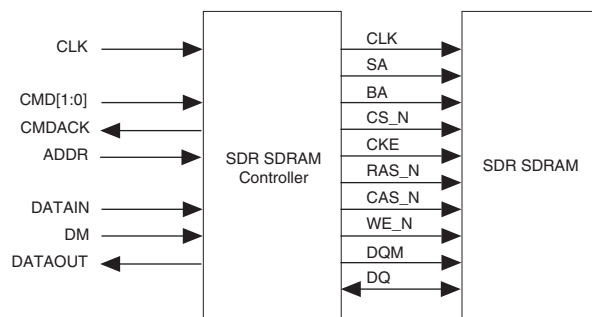 CLK
CMD[1:0]
CMDACK
ADDR
DATAIN
DM
DATAOUT
SDR SDRAM
Controller
CLK
SA
BA
CS_N
CKE
RAS_N
CAS_N
WE_N
DQM
DQ
SDR SDRAM